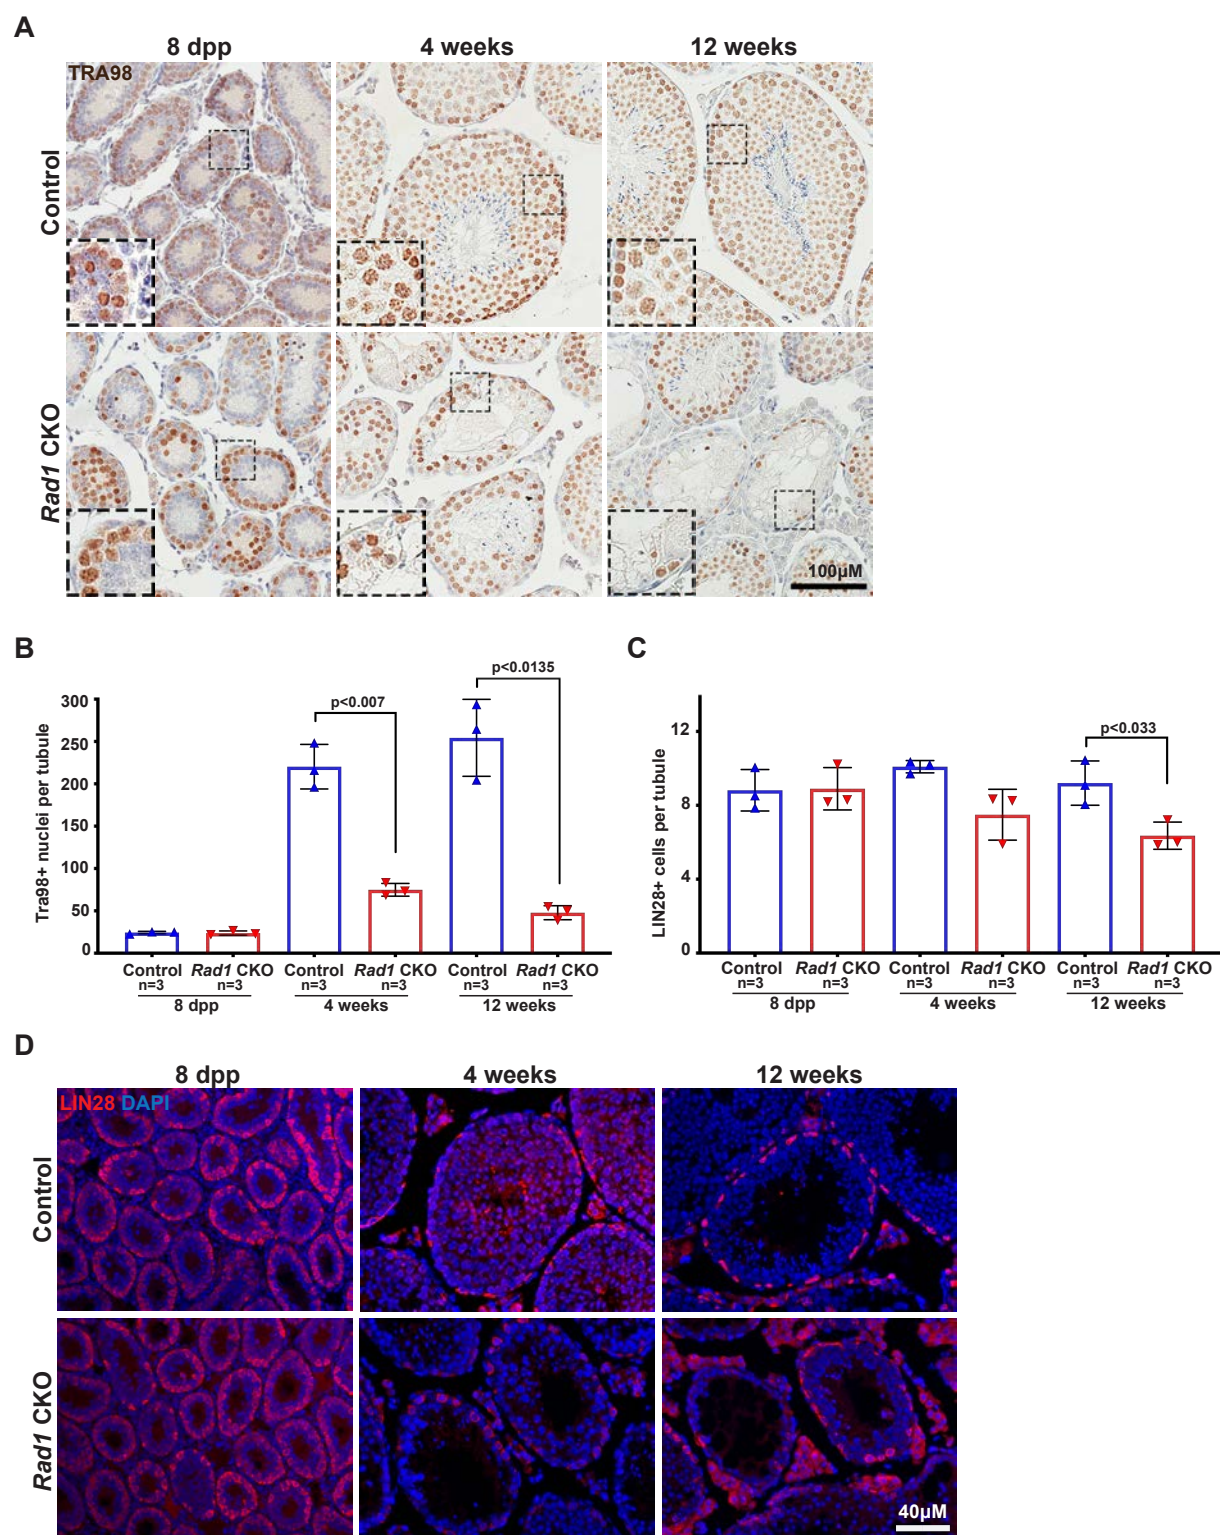 A
8 dpp
4 weeks
12 weeks
TRA98
Control
Rad1 CKO
100µM
B
Tra98+ nuclei per tubule
300
250
200
150
100
50
0
p<0.007
p<0.0135
Control Rad1 CKO Control Rad1 CKO Control Rad1 CKO
n=3 n=3 n=3 n=3 n=3 n=3
8 dpp 4 weeks 12 weeks
C
LIN28+ cells per tubule
12
8
4
0
p<0.033
Control Rad1 CKO Control Rad1 CKO Control Rad1 CKO
n=3 n=3 n=3 n=3 n=3 n=3
8 dpp 4 weeks 12 weeks
D
8 dpp
4 weeks
12 weeks
LIN28 DAPI
Control
Rad1 CKO
40µM